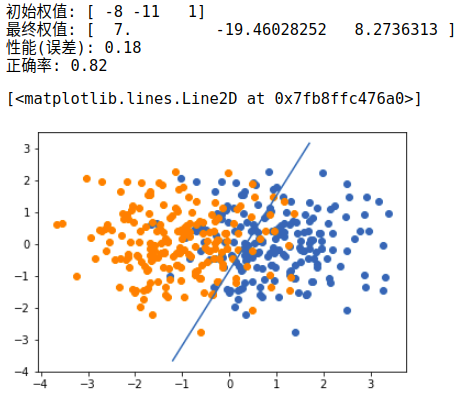 初始权值: [ -8 -11   1]
最终权值: [  7.         -19.46028252   8.2736313 ]
性能(误差): 0.18
正确率: 0.82
[<matplotlib.lines.Line2D at 0x7fb8ffc476a0>]
3
2
1
0
−1
−2
−3
−4
−4 −3 −2 −1 0 1 2 3